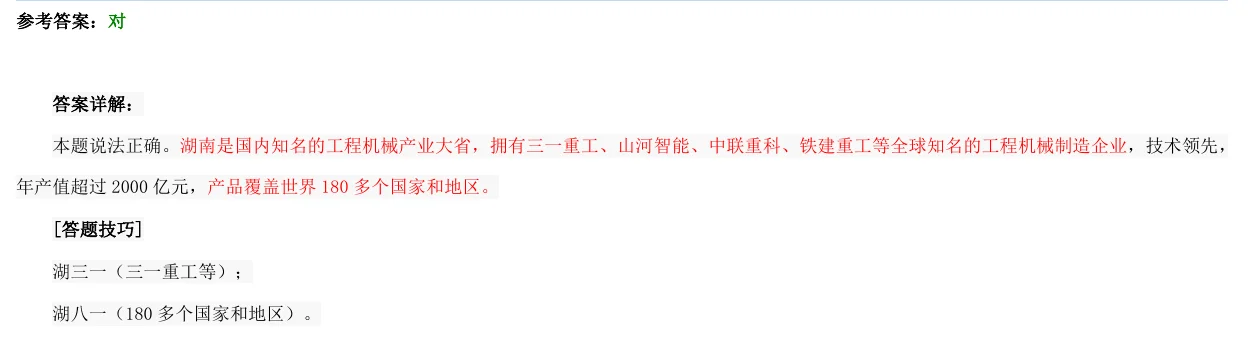 参考答案：对
答案详解：
本题说法正确。湖南是国内知名的工程机械产业大省，拥有三一重工、山河智能、中联重科、铁建重工等全球知名的工程机械制造企业，技术领先，
年产值超过 2000 亿元，产品覆盖世界 180 多个国家和地区。
[答题技巧]
湖三一（三一重工等）；
湖八一（180 多个国家和地区）。